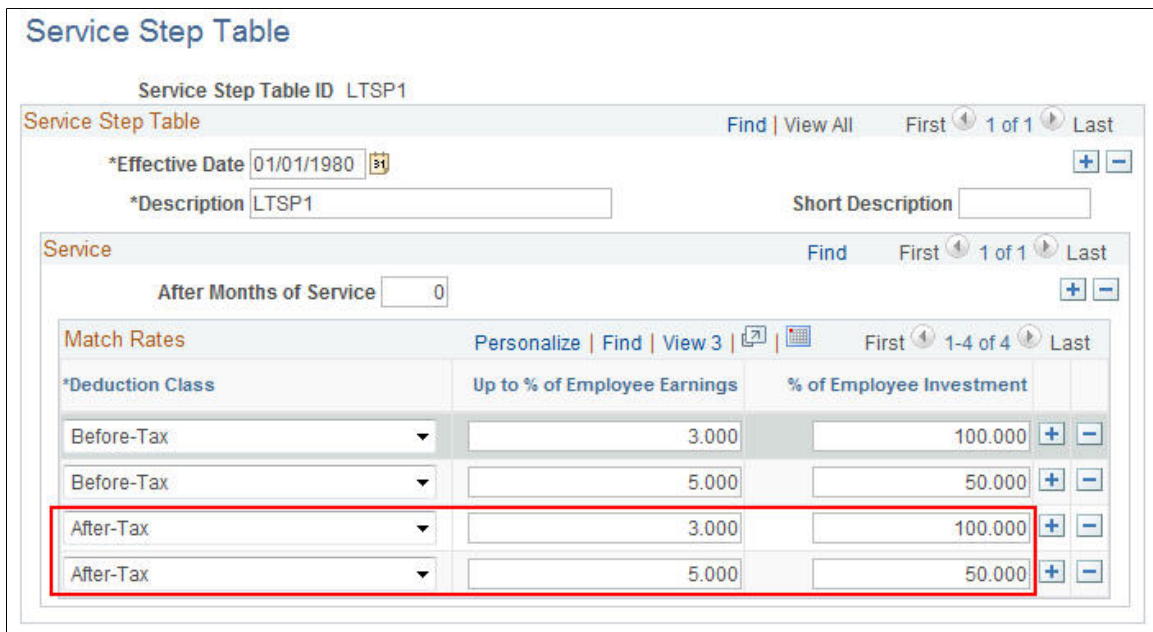 Service Step Table
Service Step Table ID LTSP1
Service Step Table Find | View All First 1 of 1 Last
*Effective Date 01/01/1980 31
*Description LTSP1 Short Description
Service Find First 1 of 1 Last
After Months of Service 0
Match Rates Personalize | Find | View 3 | | First 1-4 of 4 Last
*Deduction Class Up to % of Employee Earnings % of Employee Investment
Before-Tax 3.000 100.000
Before-Tax 5.000 50.000
After-Tax 3.000 100.000
After-Tax 5.000 50.000